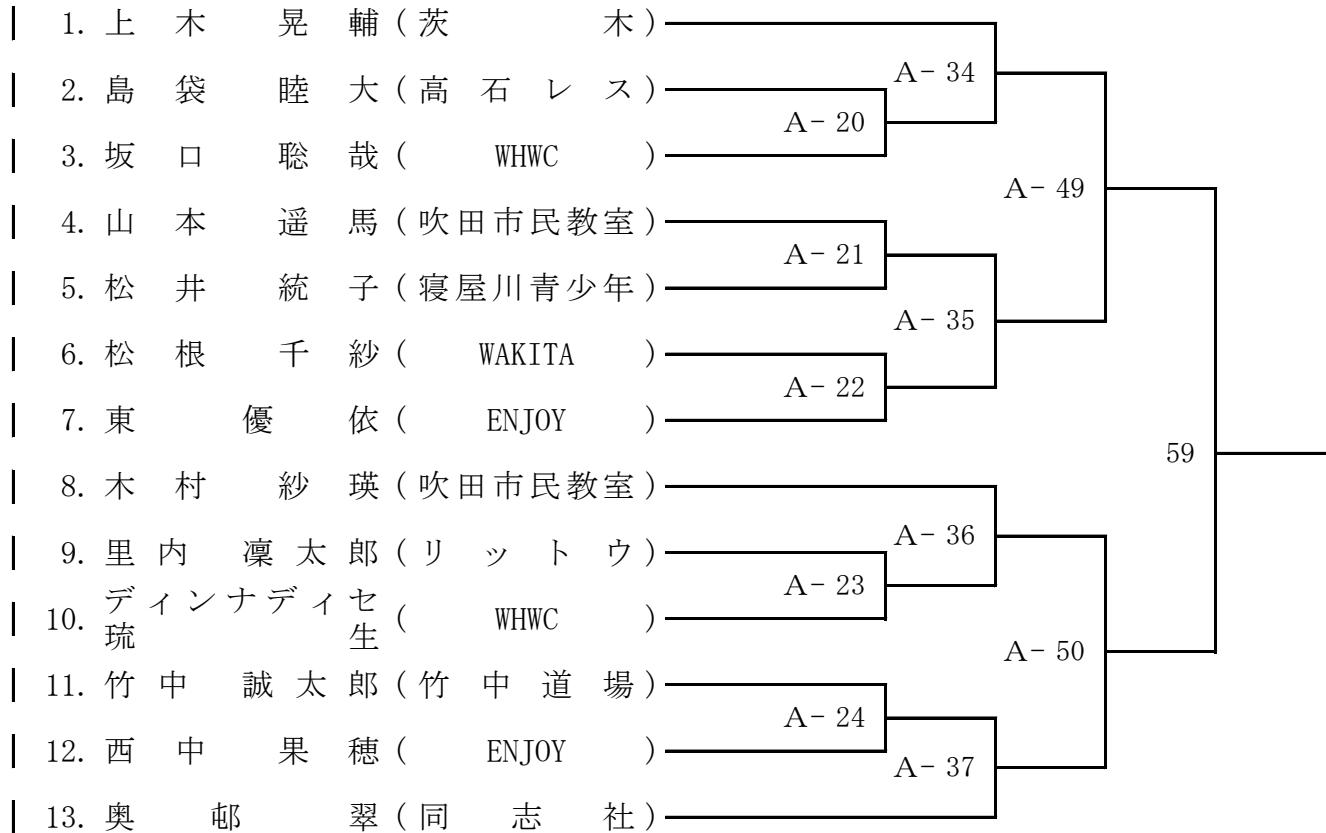 1. 上木 晃輔 (茨木)
A- 34
2. 島袋 睦大 (高石レス)
A- 20
3. 坂口 聡哉 ( WHWC )
A- 49
4. 山本 遥馬 (吹田市民教室)
A- 21
5. 松井 統子 (寝屋川青少年)
A- 35
6. 松根 千紗 ( WAKITA )
A- 22
7. 東 優依 ( ENJOY )
59
8. 木村 紗瑛 (吹田市民教室)
A- 36
9. 里内 凜太郎 (リットウ)
A- 23
10. ディンナディセ
琉生 ( WHWC )
A- 50
11. 竹中 誠太郎 (竹中道場)
A- 24
12. 西中 果穂 ( ENJOY )
A- 37
13. 奥邨 翠 (同志社)